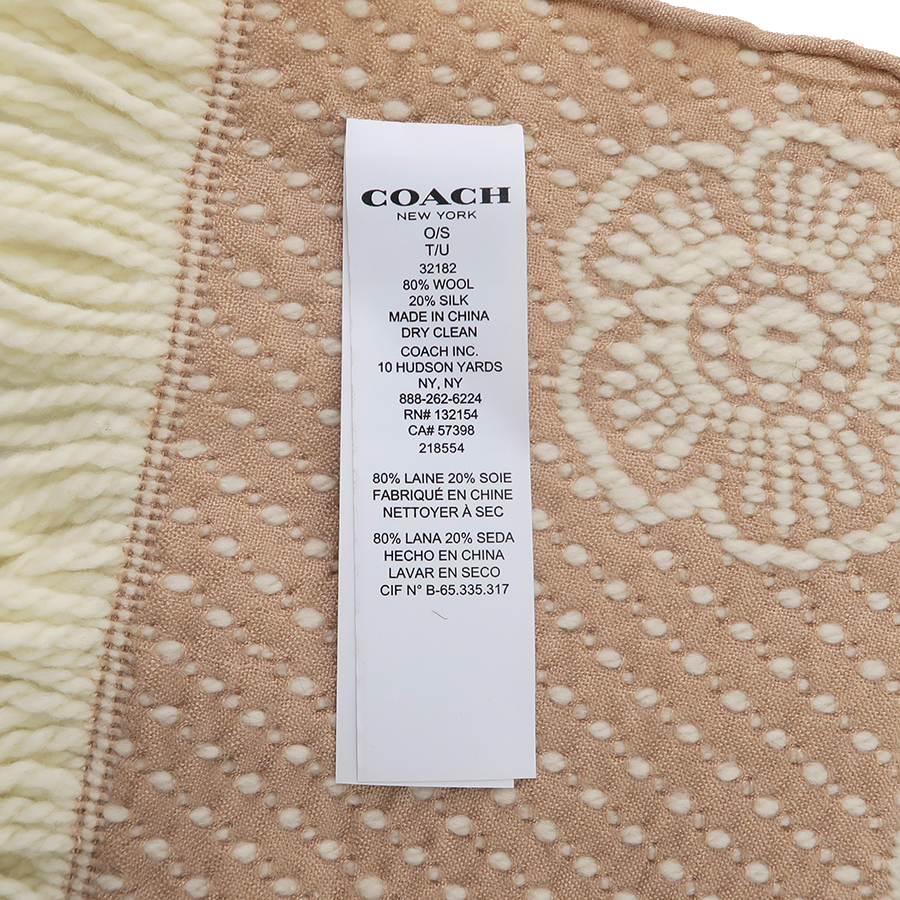 COACH
NEW YORK
O/S
T/U
32182
80% WOOL
20% SILK
MADE IN CHINA
DRY CLEAN
COACH INC.
10 HUDSON YARDS
NY, NY
888-262-6224
RN# 132154
CA# 57398
218554
80% LAINE 20% SOIE
FABRIQUÉ EN CHINE
NETTOYER À SEC
80% LANA 20% SEDA
HECHO EN CHINA
LAVAR EN SECO
CIF N° B-65.335.317